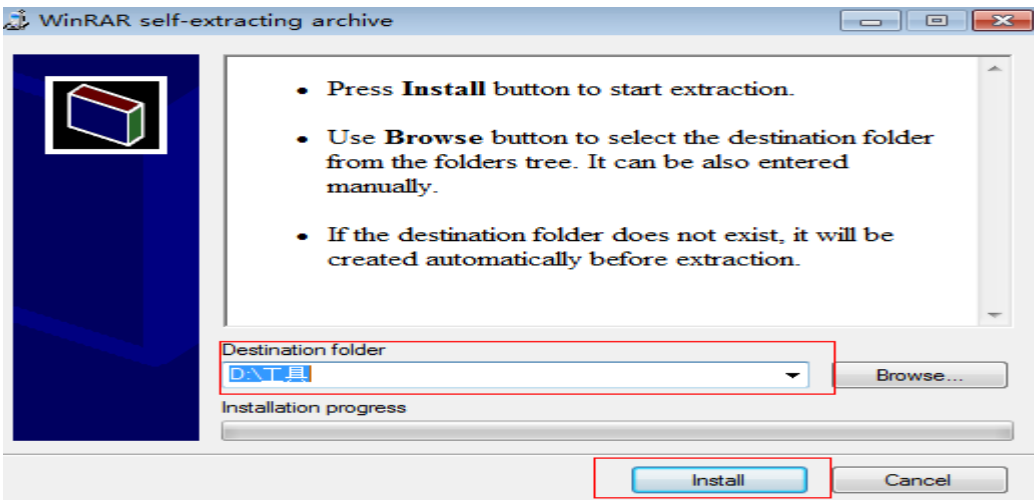 WinRAR self-extracting archive
• Press Install button to start extraction.
• Use Browse button to select the destination folder
from the folders tree. It can be also entered
manually.
• If the destination folder does not exist, it will be
created automatically before extraction.
Destination folder
D:\工具
Browse...
Installation progress
Install
Cancel